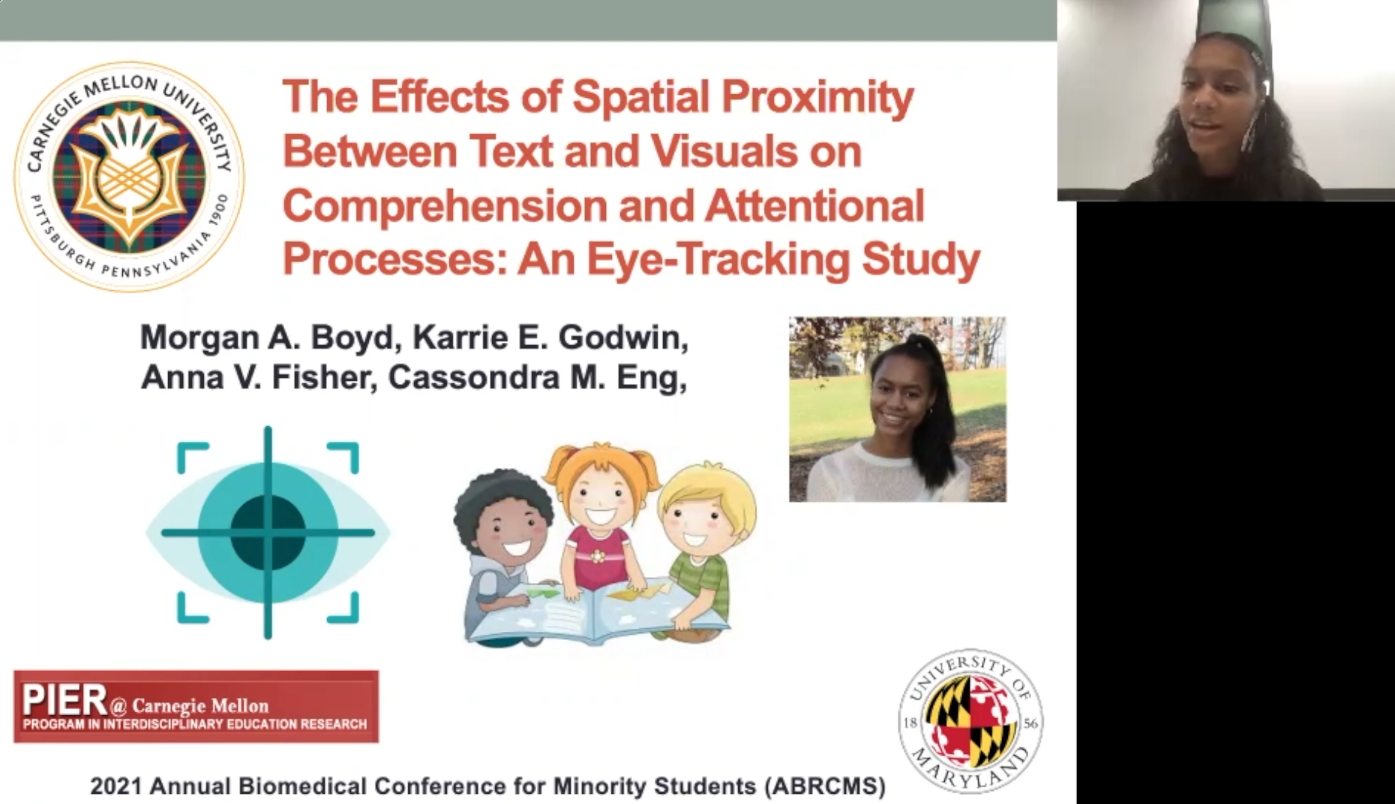 CARNEGIE MELLON UNIVERSITY
PITTSBURGH PENNSYLVANIA 1900
The Effects of Spatial Proximity
Between Text and Visuals on
Comprehension and Attentional
Processes: An Eye-Tracking Study
Morgan A. Boyd, Karrie E. Godwin,
Anna V. Fisher, Cassondra M. Eng,
PIER @ Carnegie Mellon
PROGRAM IN INTERDISCIPLINARY EDUCATION RESEARCH
UNIVERSITY OF
18 56
MARYLAND
2021 Annual Biomedical Conference for Minority Students (ABRCMS)